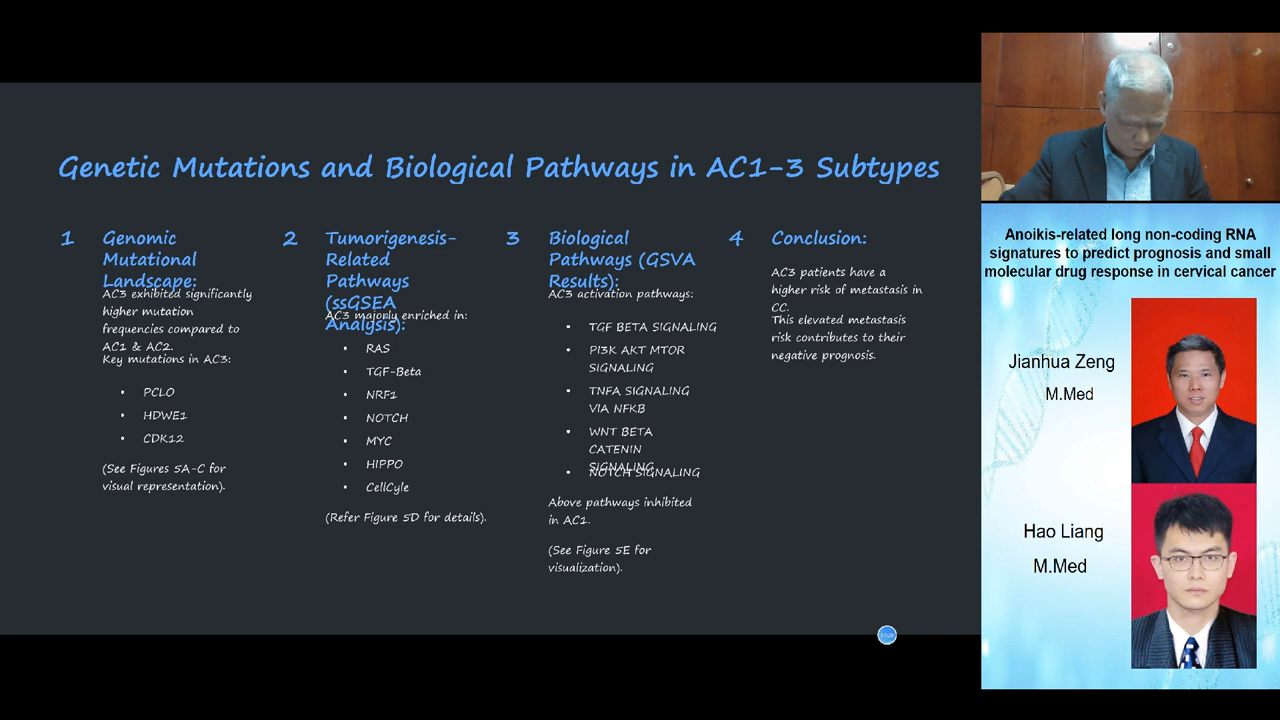 Genetic Mutations and Biological Pathways in AC1-3 Subtypes
1
Genomic
Mutational
Landscape:
AC3 exhibited significantly
higher mutation
frequencies compared to
AC1 & AC2.
Key mutations in AC3:
• PCLO
• HDWE1
• CDK12
(See Figures 5A-C for
visual representation).
2
Tumorigenesis-
Related
Pathways
(ssGSEA
Analysis):
AC3 majorly enriched in:
• RAS
• TGF-Beta
• NRF1
• NOTCH
• MYC
• HIPPO
• CellCyle
(Refer Figure 5D for details).
3
Biological
Pathways (GSVA
Results):
AC3 activation pathways:
• TGF BETA SIGNALING
• PI3K AKT MTOR
SIGNALING
• TNFA SIGNALING
VIA NFKB
• WNT BETA
CATENIN
SIGNALING
• NOTCH SIGNALING
Above pathways inhibited
in AC1.
(See Figure 5E for
visualization).
4
Conclusion:
AC3 patients have a
higher risk of metastasis in
CC.
This elevated metastasis
risk contributes to their
negative prognosis.
Anoikis-related long non-coding RNA
signatures to predict prognosis and small
molecular drug response in cervical cancer
Jianhua Zeng
M.Med
Hao Liang
M.Med